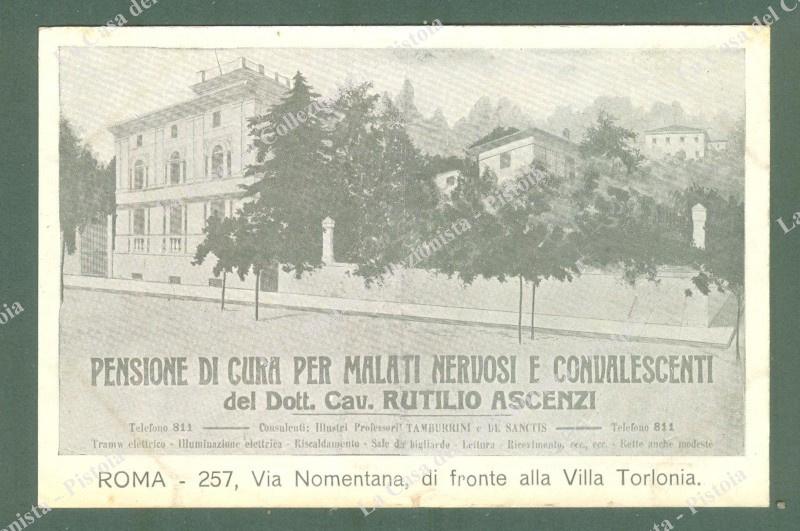 PENSIONE DI CURA PER MALATI NERVOSI E CONVALESCENTI
del Dott. Cav. RUTILIO ASCENZI
Telefono 811 —— Consulenti: Illustri Professori TAMBURRINI e DE SANCTIS —— Telefono 811
Tramw elettrico - Illuminazione elettrica - Riscaldamento - Sale da bigliardo - Lettura - Ricevimento, ecc., ecc. - Rette anche modeste
ROMA - 257, Via Nomentana, di fronte alla Villa Torlonia.